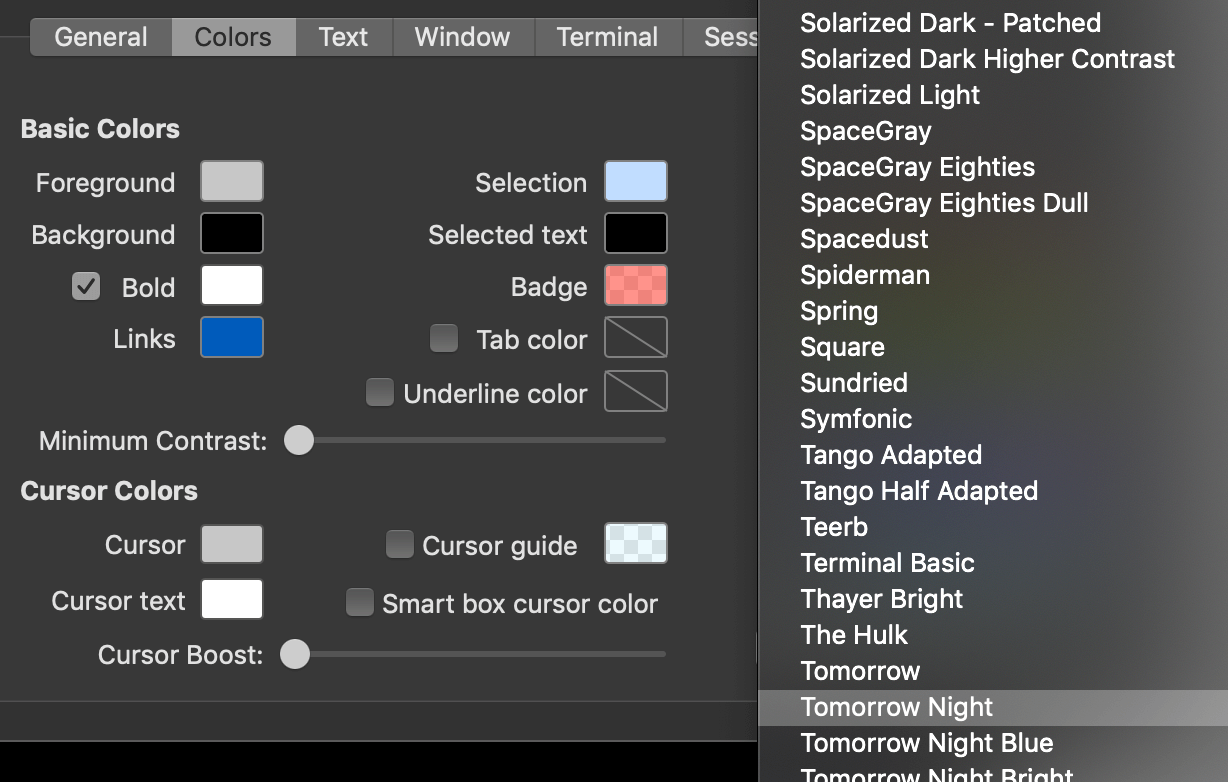 General Colors Text Window Terminal Sess
Basic Colors
Foreground
Selection
Background
Selected text
Bold
Badge
Links
Tab color
Underline color
Minimum Contrast:
Cursor Colors
Cursor
Cursor guide
Cursor text
Smart box cursor color
Cursor Boost:
Solarized Dark - Patched
Solarized Dark Higher Contrast
Solarized Light
SpaceGray
SpaceGray Eighties
SpaceGray Eighties Dull
Spacedust
Spiderman
Spring
Square
Sundried
Symfonic
Tango Adapted
Tango Half Adapted
Teerb
Terminal Basic
Thayer Bright
The Hulk
Tomorrow
Tomorrow Night
Tomorrow Night Blue
Tomorrow Night Bright